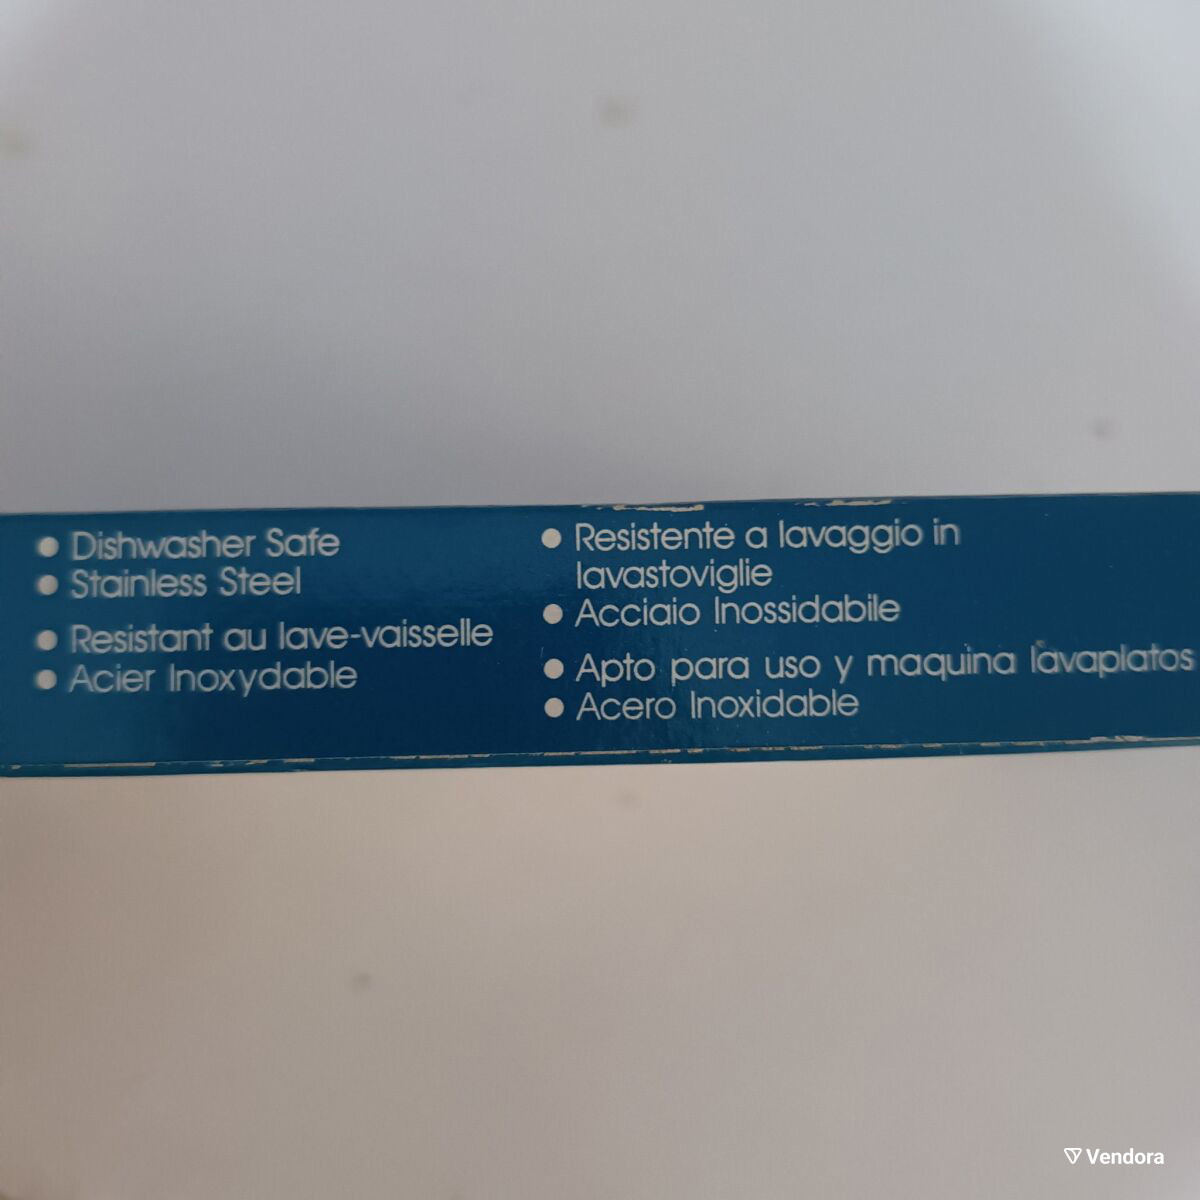 • Dishwasher Safe
• Stainless Steel
• Resistant au lave-vaisselle
• Acier Inoxydable
• Resistente a lavaggio in
lavastoviglie
• Acciaio Inossidabile
• Apto para uso y maquina lavaplatos
• Acero Inoxidable
Vendora